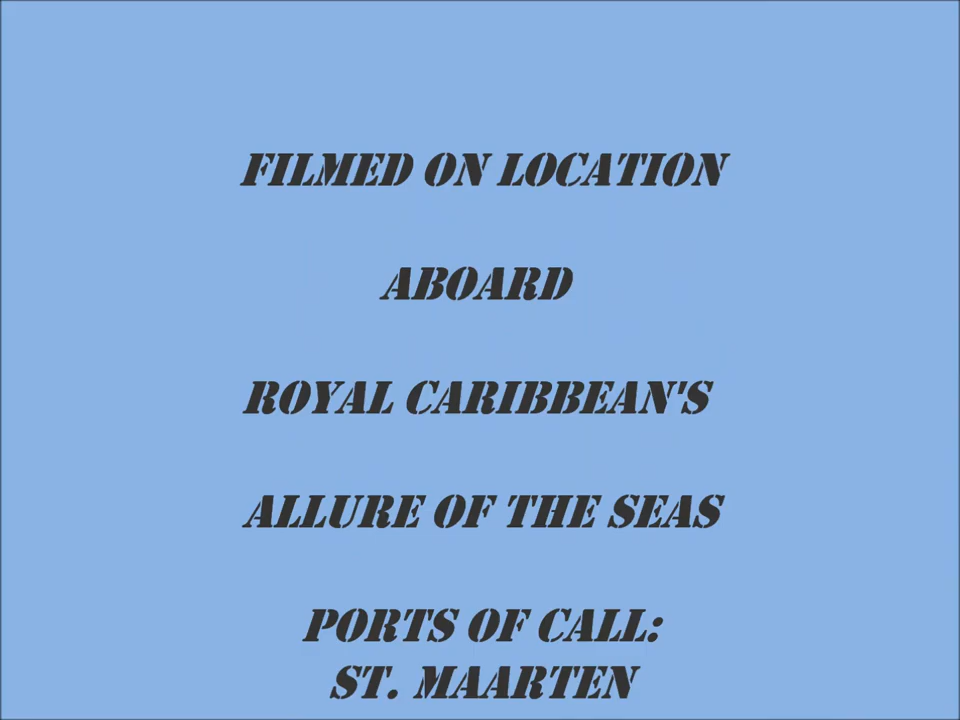 FILMED ON LOCATION
ABOARD
ROYAL CARIBBEAN'S
ALLURE OF THE SEAS
PORTS OF CALL:
ST. MAARTEN